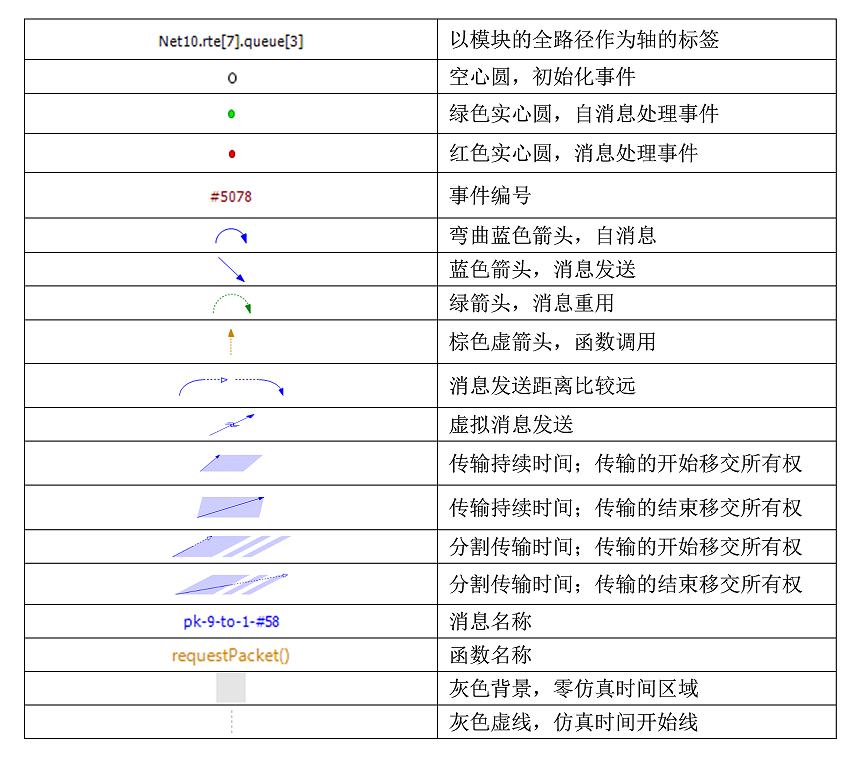 Net10.rte[7].queue[3] 以模块的全路径作为轴的标签
空心圆，初始化事件
绿色实心圆，自消息处理事件
红色实心圆，消息处理事件
#5078 事件编号
弯曲蓝色箭头，自消息
蓝色箭头，消息发送
绿箭头，消息重用
棕色虚箭头，函数调用
消息发送距离比较远
虚拟消息发送
传输持续时间；传输的开始移交所有权
传输持续时间；传输的结束移交所有权
分割传输时间；传输的开始移交所有权
分割传输时间；传输的结束移交所有权
pk-9-to-1-#58 消息名称
requestPacket() 函数名称
灰色背景，零仿真时间区域
灰色虚线，仿真时间开始线